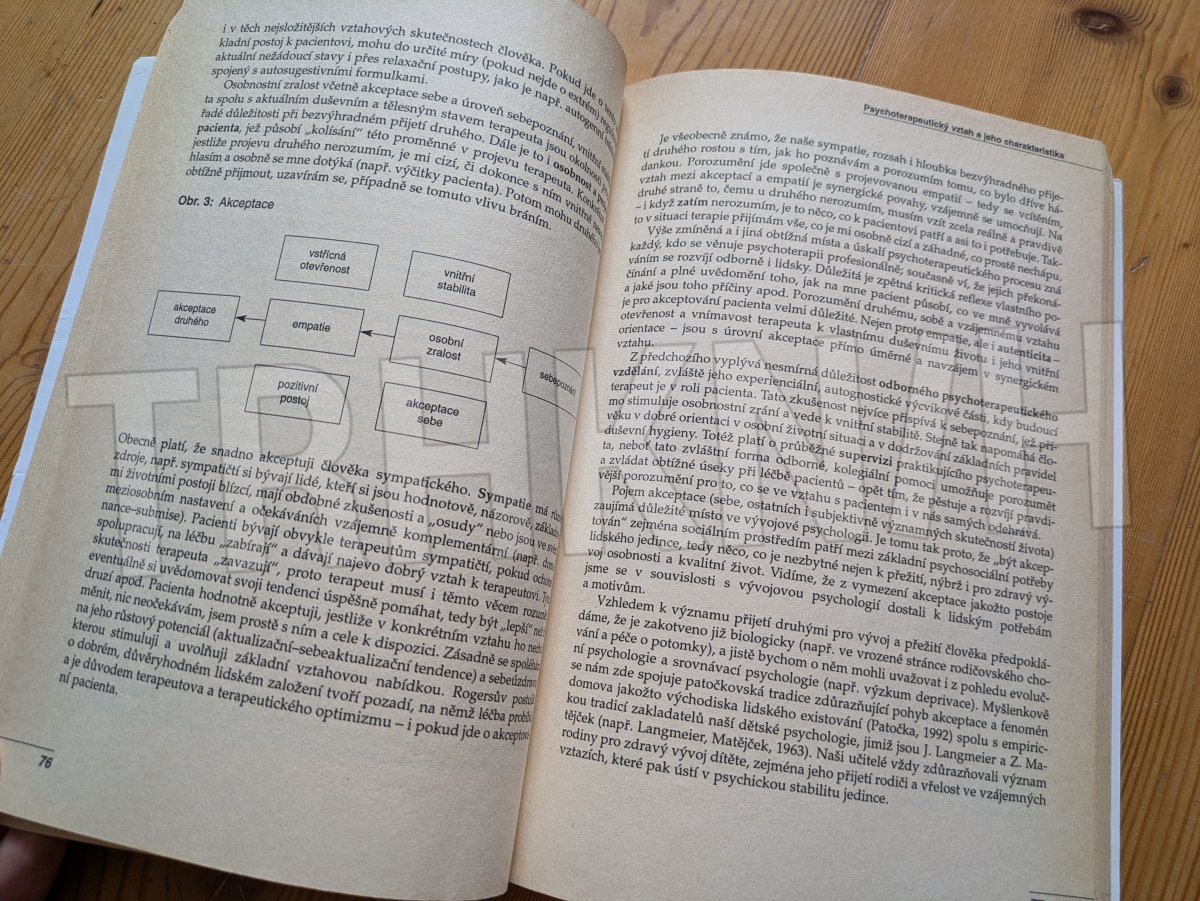 i v těch nejsložitějších vztahových skutečnostech člověka. Pokud jde o
kladní postoj k pacientovi, mohu do určité míry (pokud nejde o extrém)
aktuální nežádoucí stavy i přes relaxační postupy, jako je např. autogenní
spojený s autosugestivními formulkami.
Osobnostní zralost včetně akceptace sebe a úroveň sebepoznání, vnitřní
ta spolu s aktuálním duševním a tělesným stavem terapeuta jsou okolnosti
řadé důležitosti při bezvýhradném přijetí druhého. Dále je to i osobnost a
pacienta, jež působí „kolísání“ této proměnné v projevu terapeuta.
jestliže projevu druhého nerozumím, je mi cizí, či dokonce s ním vnitřně
hlasím a osobně se mne dotýká (např. výčitky pacienta). Potom mohu druhého
obtížně přijmout, uzavírám se, případně se tomuto vlivu bráním.
Obr. 3: Akceptace
vstřícná
otevřenost
vnitřní
stabilita
akceptace
druhého
empatie
osobní
zralost
sebepoznání
pozitivní
postoj
akceptace
sebe
Obecně platí, že snadno akceptuji člověka sympatického. Sympatie má
zdroje, např. sympatičtí si bývají lidé, kteří si jsou hodnotově, názorově,
mi životními postoji blízcí, mají obdobné zkušenosti a „osudy“ nebo jsou ve
meziosobním nastavení a očekáváních vzájemně komplementární (např.
nance–submise). Pacienti bývají obvykle terapeutům sympatičtí, pokud
spolupracují, na léčbu „zabírají“ a dávají najevo dobrý vztah k terapeutovi.
skutečnosti terapeuta „zavazují“, proto terapeut musí i těmto věcem
eventuálně si uvědomovat svoji tendenci úspěšně pomáhat, tedy být „lepší“ než
druzí apod. Pacienta hodnotně akceptuji, jestliže v konkrétním vztahu ho
měnit, nic neočekávám, jsem prostě s ním a cele k dispozici. Zásadně se
na jeho růstový potenciál (aktualizační–sebeaktualizační tendence) a
kterou stimuluji a uvolňuji základní vztahovou nabídkou. Rogersův
o dobrém, důvěryhodném lidském založení tvoří pozadí, na němž léčba
a je důvodem terapeutova a terapeutického optimizmu – i pokud jde o
ní pacienta.
76
Psychoterapeutický vztah a jeho charakteristika
Je všeobecně známo, že naše sympatie, rozsah i hloubka bezvýhradného přije-
tí druhého rostou s tím, jak ho poznávám a porozumím tomu, co bylo dříve há-
dankou. Porozumění jde společně s projevovanou empatií – tedy se vcítěním,
vztah mezi akceptací a empatií je synergické povahy, vzájemně se umocňují. Na
druhé straně to, čemu u druhého nerozumím, musím vzít zcela reálně a pravdivě
– i když zatím nerozumím, je to něco, co k pacientovi patří a asi to i potřebuje. Tak-
to v situaci terapie přijímám vše, co je mi osobně cizí a záhadné, co prostě nechápu.
Výše zmíněná a i jiná obtížná místa a úskalí psychoterapeutického procesu zná
každý, kdo se věnuje psychoterapii profesionálně; současně ví, že jejich překoná-
váním se rozvíjí odborně i lidsky. Důležitá je zpětná kritická reflexe vlastního po-
čínání a plné uvědomění toho, jak na mne pacient působí, co ve mně vyvolává
a jaké jsou toho příčiny apod. Porozumění druhému, sobě a vzájemnému vztahu
je pro akceptování pacienta velmi důležité. Nejen proto empatie, ale i autenticita –
otevřenost a vnímavost terapeuta k vlastnímu duševnímu životu i jeho vnitřní
orientace – jsou s úrovní akceptace přímo úměrné a navzájem v synergickém
vztahu.
Z předchozího vyplývá nesmírná důležitost odborného psychoterapeutického
vzdělání, zvláště jeho experienciální, autognostické výcvikové části, kdy budoucí
terapeut je v roli pacienta. Tato zkušenost nejvíce přispívá k sebepoznání, jež pří-
mo stimuluje osobnostní zrání a vede k vnitřní stabilitě. Stejně tak napomáhá člo-
věku v dobré orientaci v osobní životní situaci a v dodržování základních pravidel
duševní hygieny. Totéž platí o průběžné supervizi praktikujícího psychoterapeu-
ta, neboť tato zvláštní forma odborné, kolegiální pomoci umožňuje porozumět
a zvládat obtížné úseky při léčbě pacientů – opět tím, že pěstuje a rozvíjí pravdi-
vější porozumění pro to, co se ve vztahu s pacientem i v nás samých odehrává.
Pojem akceptace (sebe, ostatních i subjektivně významných skutečností života)
zaujímá důležité místo ve vývojové psychologii. Je tomu tak proto, že „být akcep-
tován“ zejména sociálním prostředím patří mezi základní psychosociální potřeby
lidského jedince, tedy něco, co je nezbytné nejen k přežití, nýbrž i pro zdravý vý-
voj osobnosti a kvalitní život. Vidíme, že z vymezení akceptace jakožto postoje
jsme se v souvislosti s vývojovou psychologií dostali k lidským potřebám
a motivům.
Vzhledem k významu přijetí druhými pro vývoj a přežití člověka předpoklá-
dáme, že je zakotveno již biologicky (např. ve vrozené stránce rodičovského cho-
vání a péče o potomky), a jistě bychom o něm mohli uvažovat i z pohledu evoluč-
ní psychologie a srovnávací psychologie (např. výzkum deprivace). Myšlenkově
se nám zde spojuje patočkovská tradice zdůrazňující pohyb akceptace a fenomén
domova jakožto východiska lidského existování (Patočka, 1992) spolu s empiric-
kou tradicí zakladatelů naší dětské psychologie, jimiž jsou J. Langmeier a Z. Ma-
tějček (např. Langmeier, Matějček, 1963). Naši učitelé vždy zdůrazňovali význam
rodiny pro zdravý vývoj dítěte, zejména jeho přijetí rodiči a vřelost ve vzájemných
vztazích, které pak ústí v psychickou stabilitu jedince.
TRHKNIH